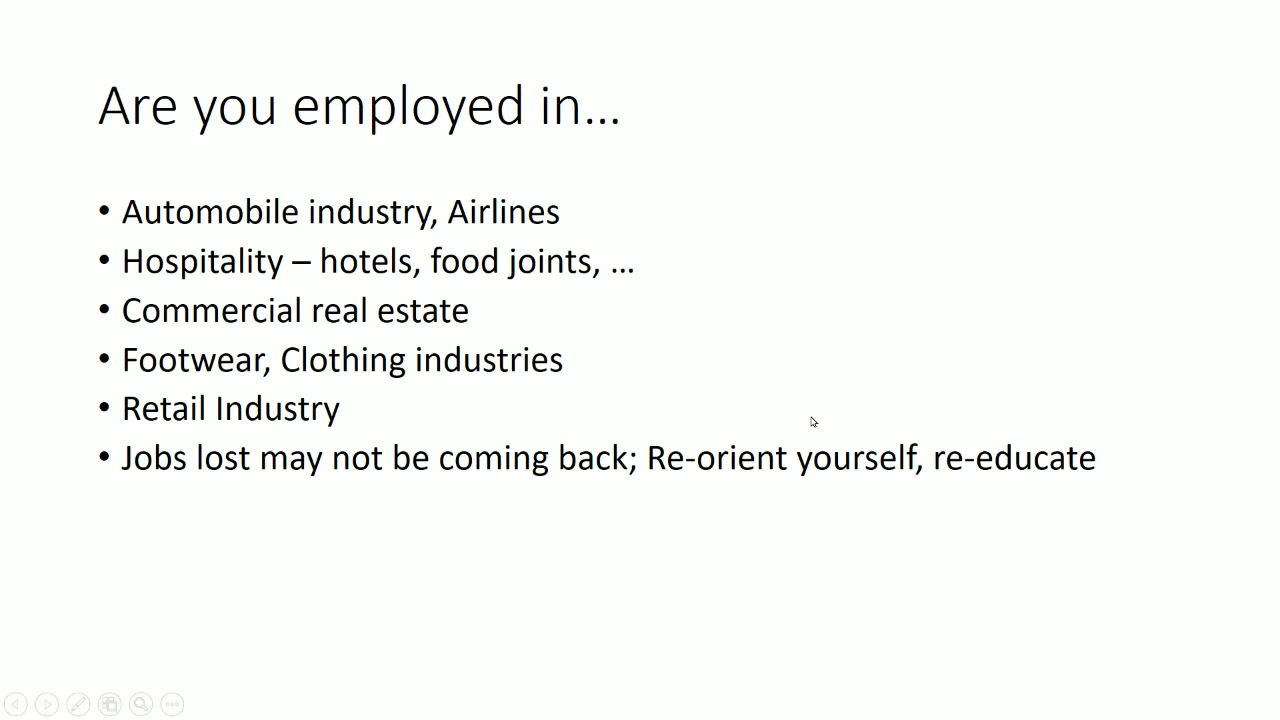 Are you employed in...
• Automobile industry, Airlines
• Hospitality – hotels, food joints, ...
• Commercial real estate
• Footwear, Clothing industries
• Retail Industry
• Jobs lost may not be coming back; Re-orient yourself, re-educate